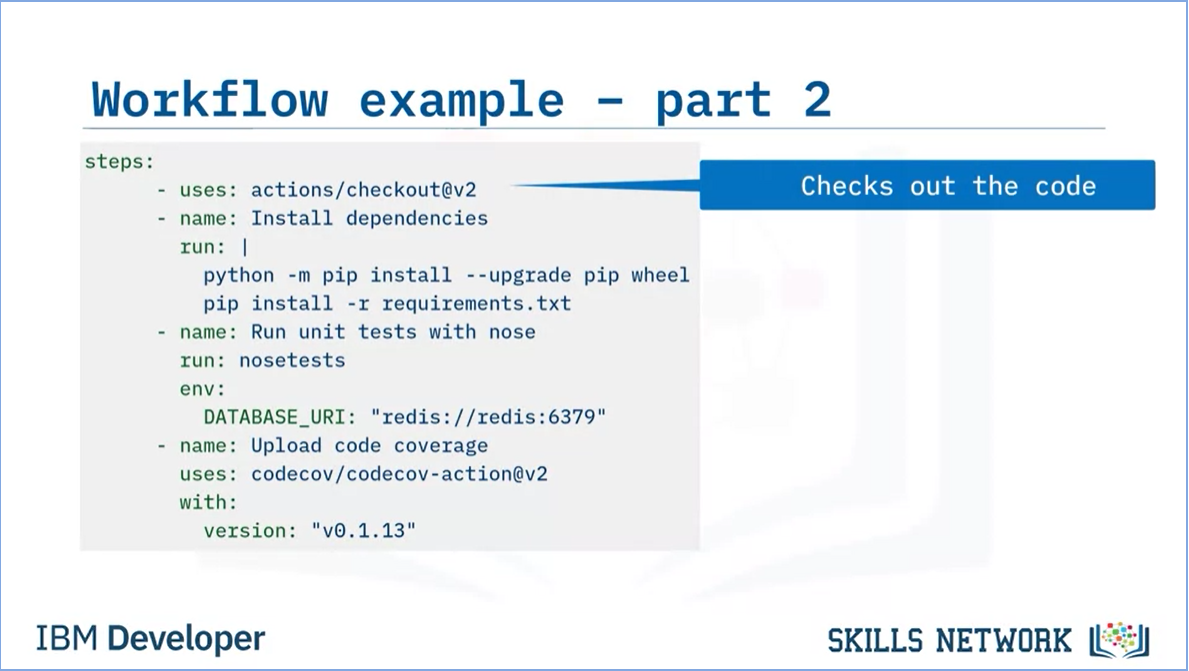 Workflow example – part 2
steps:
- uses: actions/checkout@v2
Checks out the code
- name: Install dependencies
run: |
python -m pip install --upgrade pip wheel
pip install -r requirements.txt
- name: Run unit tests with nose
run: nosetests
env:
DATABASE_URI: "redis://redis:6379"
- name: Upload code coverage
uses: codecov/codecov-action@v2
with:
version: "v0.1.13"
IBM Developer
SKILLS NETWORK